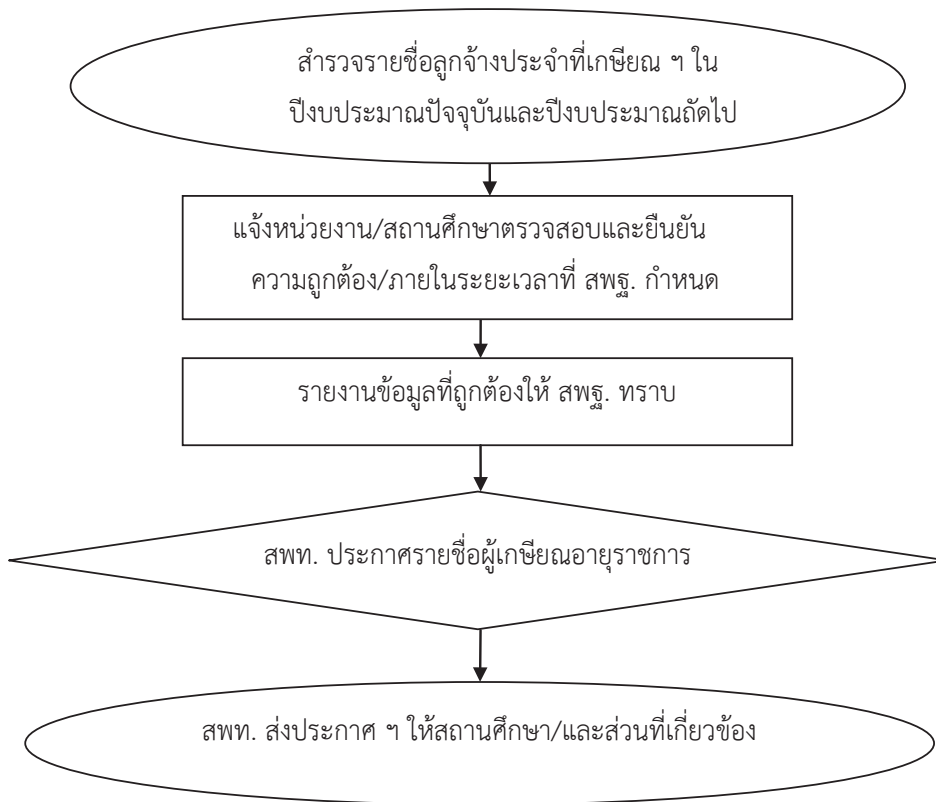 สำรวจรายชื่อลูกจ้างประจำที่เกษียณ ฯ ใน
ปีงบประมาณปัจจุบันและปีงบประมาณถัดไป
แจ้งหน่วยงาน/สถานศึกษาตรวจสอบและยืนยัน
ความถูกต้อง/ภายในระยะเวลาที่ สพฐ. กำหนด
รายงานข้อมูลที่ถูกต้องให้ สพฐ. ทราบ
สพท. ประกาศรายชื่อผู้เกษียณอายุราชการ
สพท. ส่งประกาศ ฯ ให้สถานศึกษา/และส่วนที่เกี่ยวข้อง